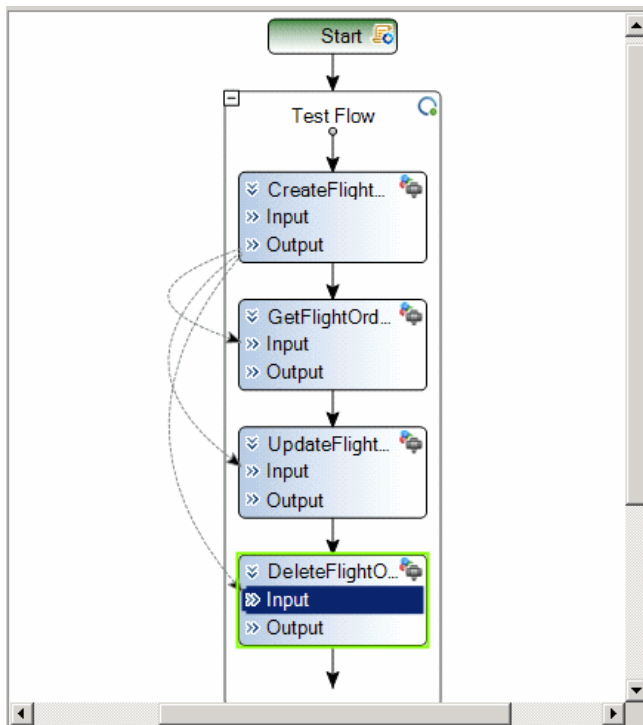 Start
Test Flow
CreateFlight...
Input
Output
GetFlightOrd...
Input
Output
UpdateFlight...
Input
Output
DeleteFlightO...
Input
Output